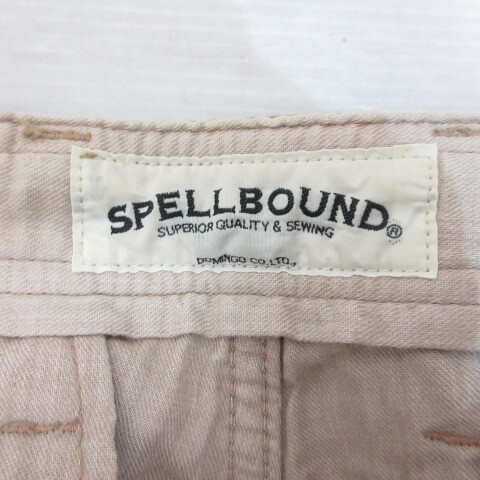 SPELLBOUND®
SUPERIOR QUALITY & SEWING
DOMINGO CO.,LTD.,